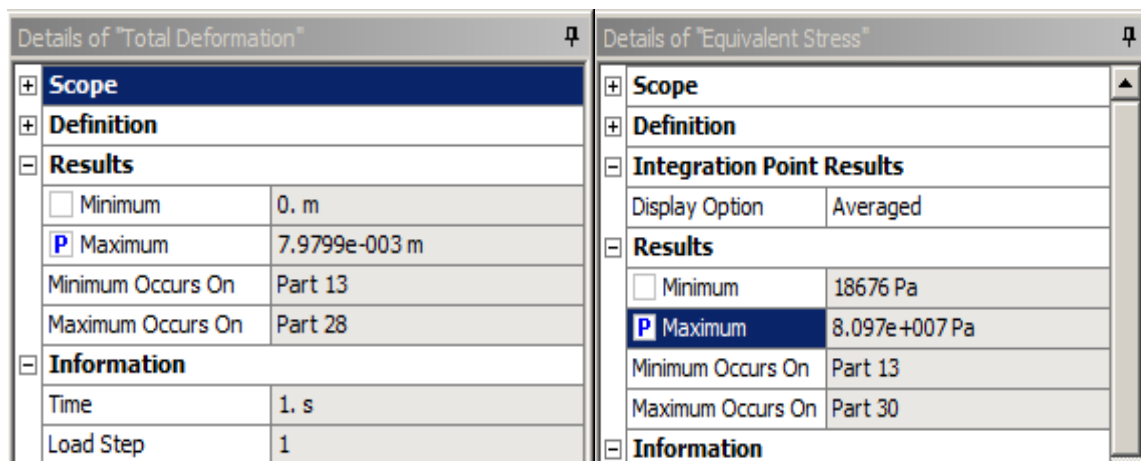 Details of "Total Deformation"
Scope
Definition
Results
Minimum 0. m
P Maximum 7.9799e-003 m
Minimum Occurs On Part 13
Maximum Occurs On Part 28
Information
Time 1. s
Load Step 1
Details of "Equivalent Stress"
Scope
Definition
Integration Point Results
Display Option Averaged
Results
Minimum 18676 Pa
P Maximum 8.097e+007 Pa
Minimum Occurs On Part 13
Maximum Occurs On Part 30
Information